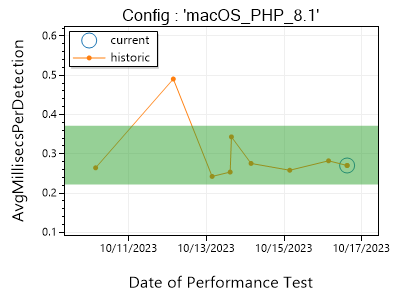 Config : 'macOS_PHP_8.1'
current
historic
AvgMillisecsPerDetection
0.6
0.5
0.4
0.3
0.2
0.1
10/11/2023
10/13/2023
10/15/2023
10/17/2023
Date of Performance Test